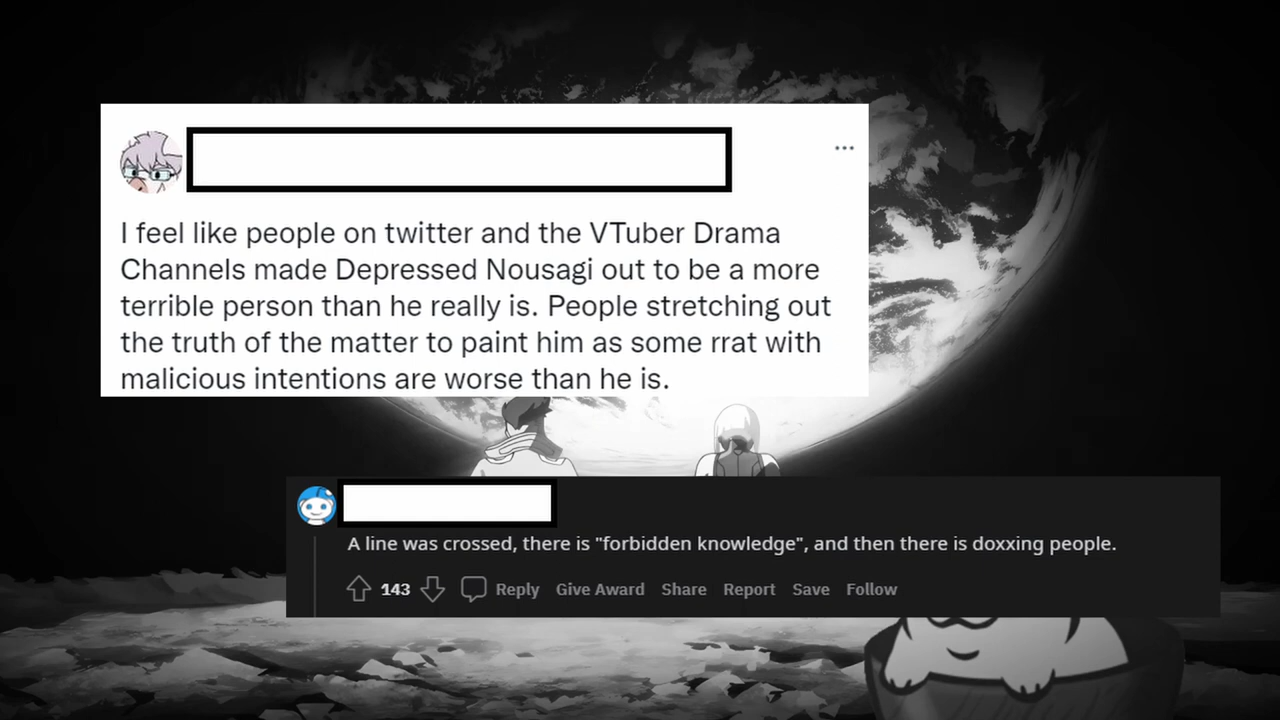 I feel like people on twitter and the VTuber Drama
Channels made Depressed Nousagi out to be a more
terrible person than he really is. People stretching out
the truth of the matter to paint him as some rrat with
malicious intentions are worse than he is.
A line was crossed, there is "forbidden knowledge", and then there is doxxing people.
143 Reply Give Award Share Report Save Follow